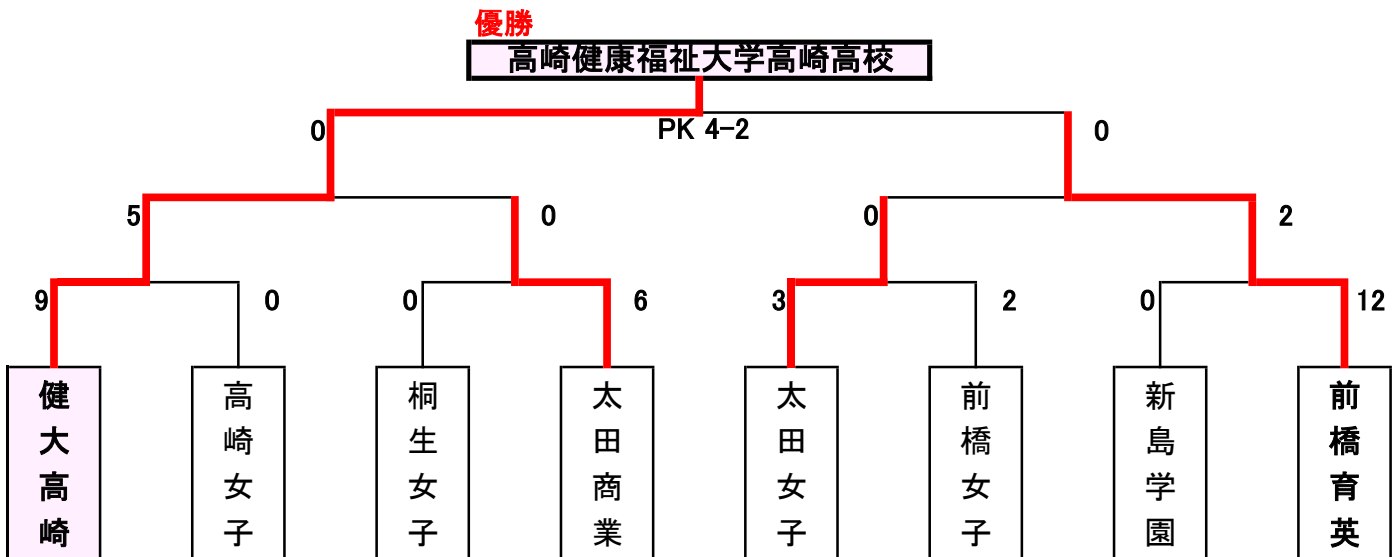 優勝
高崎健康福祉大学高崎高校
0
PK 4-2
0
5
0
0
2
9
0
0
6
3
2
0
12
健大高崎
高崎女子
桐生女子
太田商業
太田女子
前橋女子
新島学園
前橋育英